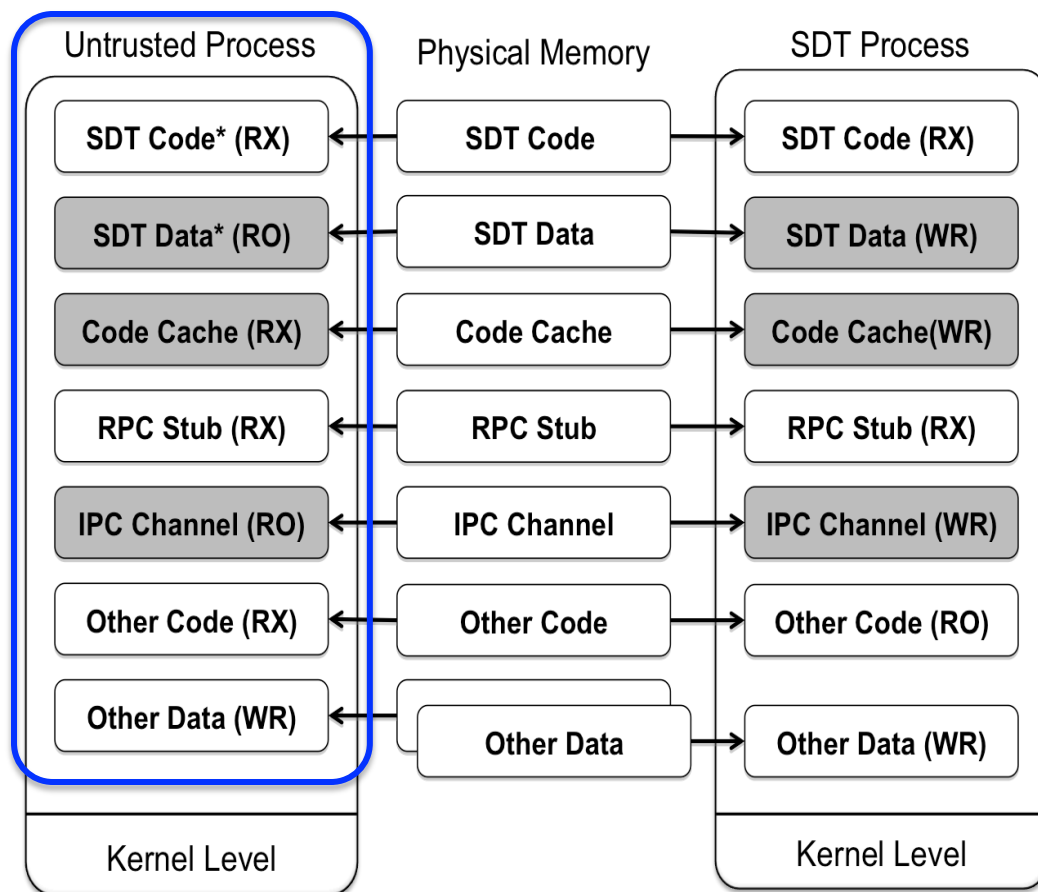 Untrusted Process
Physical Memory
SDT Process
SDT Code* (RX)
SDT Code
SDT Code (RX)
SDT Data* (RO)
SDT Data
SDT Data (WR)
Code Cache (RX)
Code Cache
Code Cache(WR)
RPC Stub (RX)
RPC Stub
RPC Stub (RX)
IPC Channel (RO)
IPC Channel
IPC Channel (WR)
Other Code (RX)
Other Code
Other Code (RO)
Other Data (WR)
Other Data
Other Data (WR)
Kernel Level
Kernel Level